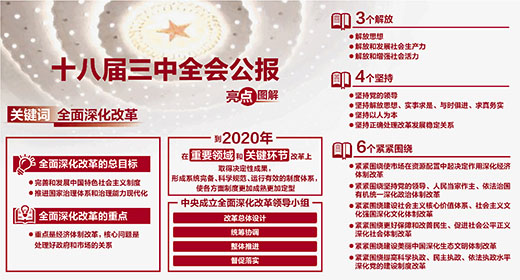 十八届三中全会公报
亮点图解
关键词 全面深化改革
全面深化改革的总目标
完善和发展中国特色社会主义制度
推进国家治理体系和治理能力现代化
全面深化改革的重点
重点是经济体制改革，核心问题是
处理好政府和市场的关系
到2020年
在重要领域和关键环节改革上
取得决定性成果，
形成系统完备、科学规范、运行有效的制度体系，
使各方面制度更加成熟更加定型
中央成立全面深化改革领导小组
改革总体设计
统筹协调
整体推进
督促落实
3个解放
解放思想
解放和发展社会生产力
解放和增强社会活力
4个坚持
坚持党的领导
坚持解放思想、实事求是、与时俱进、求真务实
坚持以人为本
坚持正确处理改革发展稳定关系
6个紧紧围绕
紧紧围绕使市场在资源配置中起决定作用深化经济
体制改革
紧紧围绕坚持党的领导、人民当家作主、依法治国
有机统一深化政治体制改革
紧紧围绕建设社会主义核心价值体系、社会主义文
化强国深化文化体制改革
紧紧围绕更好保障和改善民生、促进社会公平正义
深化社会体制改革
紧紧围绕建设美丽中国深化生态文明体制改革
紧紧围绕提高科学执政、民主执政、依法执政水平
深化党的建设制度改革